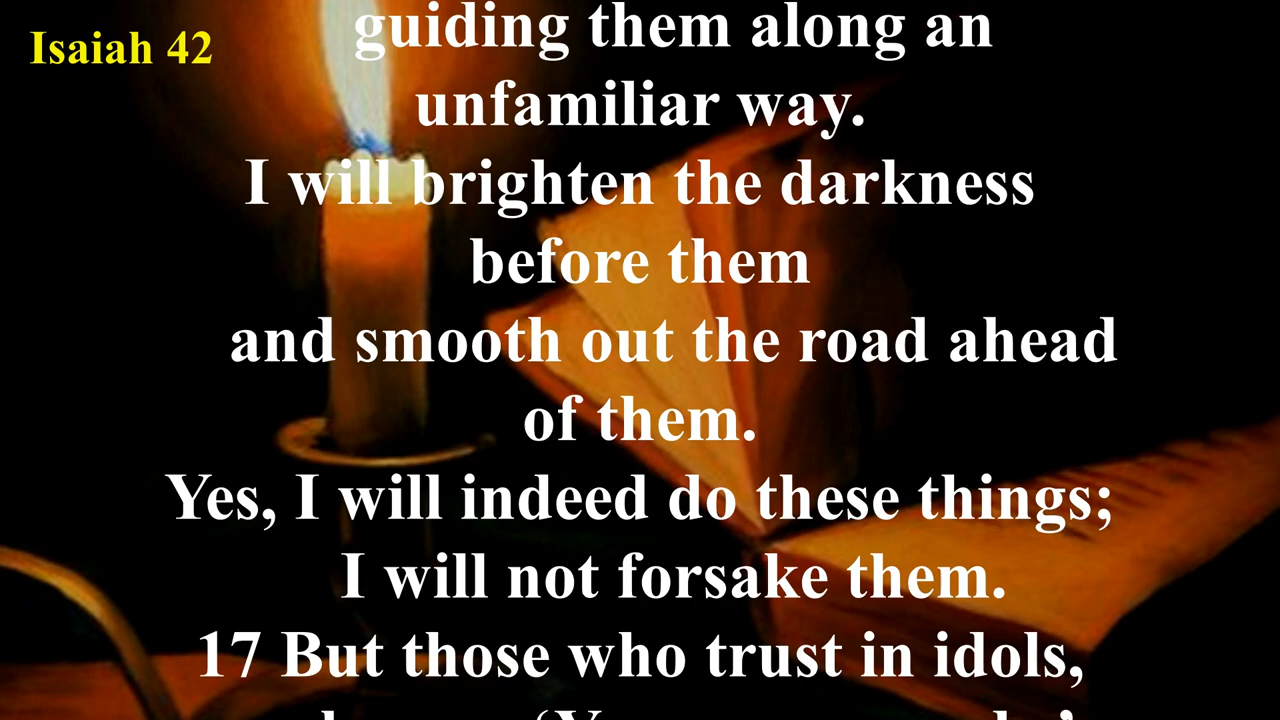 Isaiah 42
guiding them along an
unfamiliar way.
I will brighten the darkness
before them
and smooth out the road ahead
of them.
Yes, I will indeed do these things;
I will not forsake them.
17 But those who trust in idols,